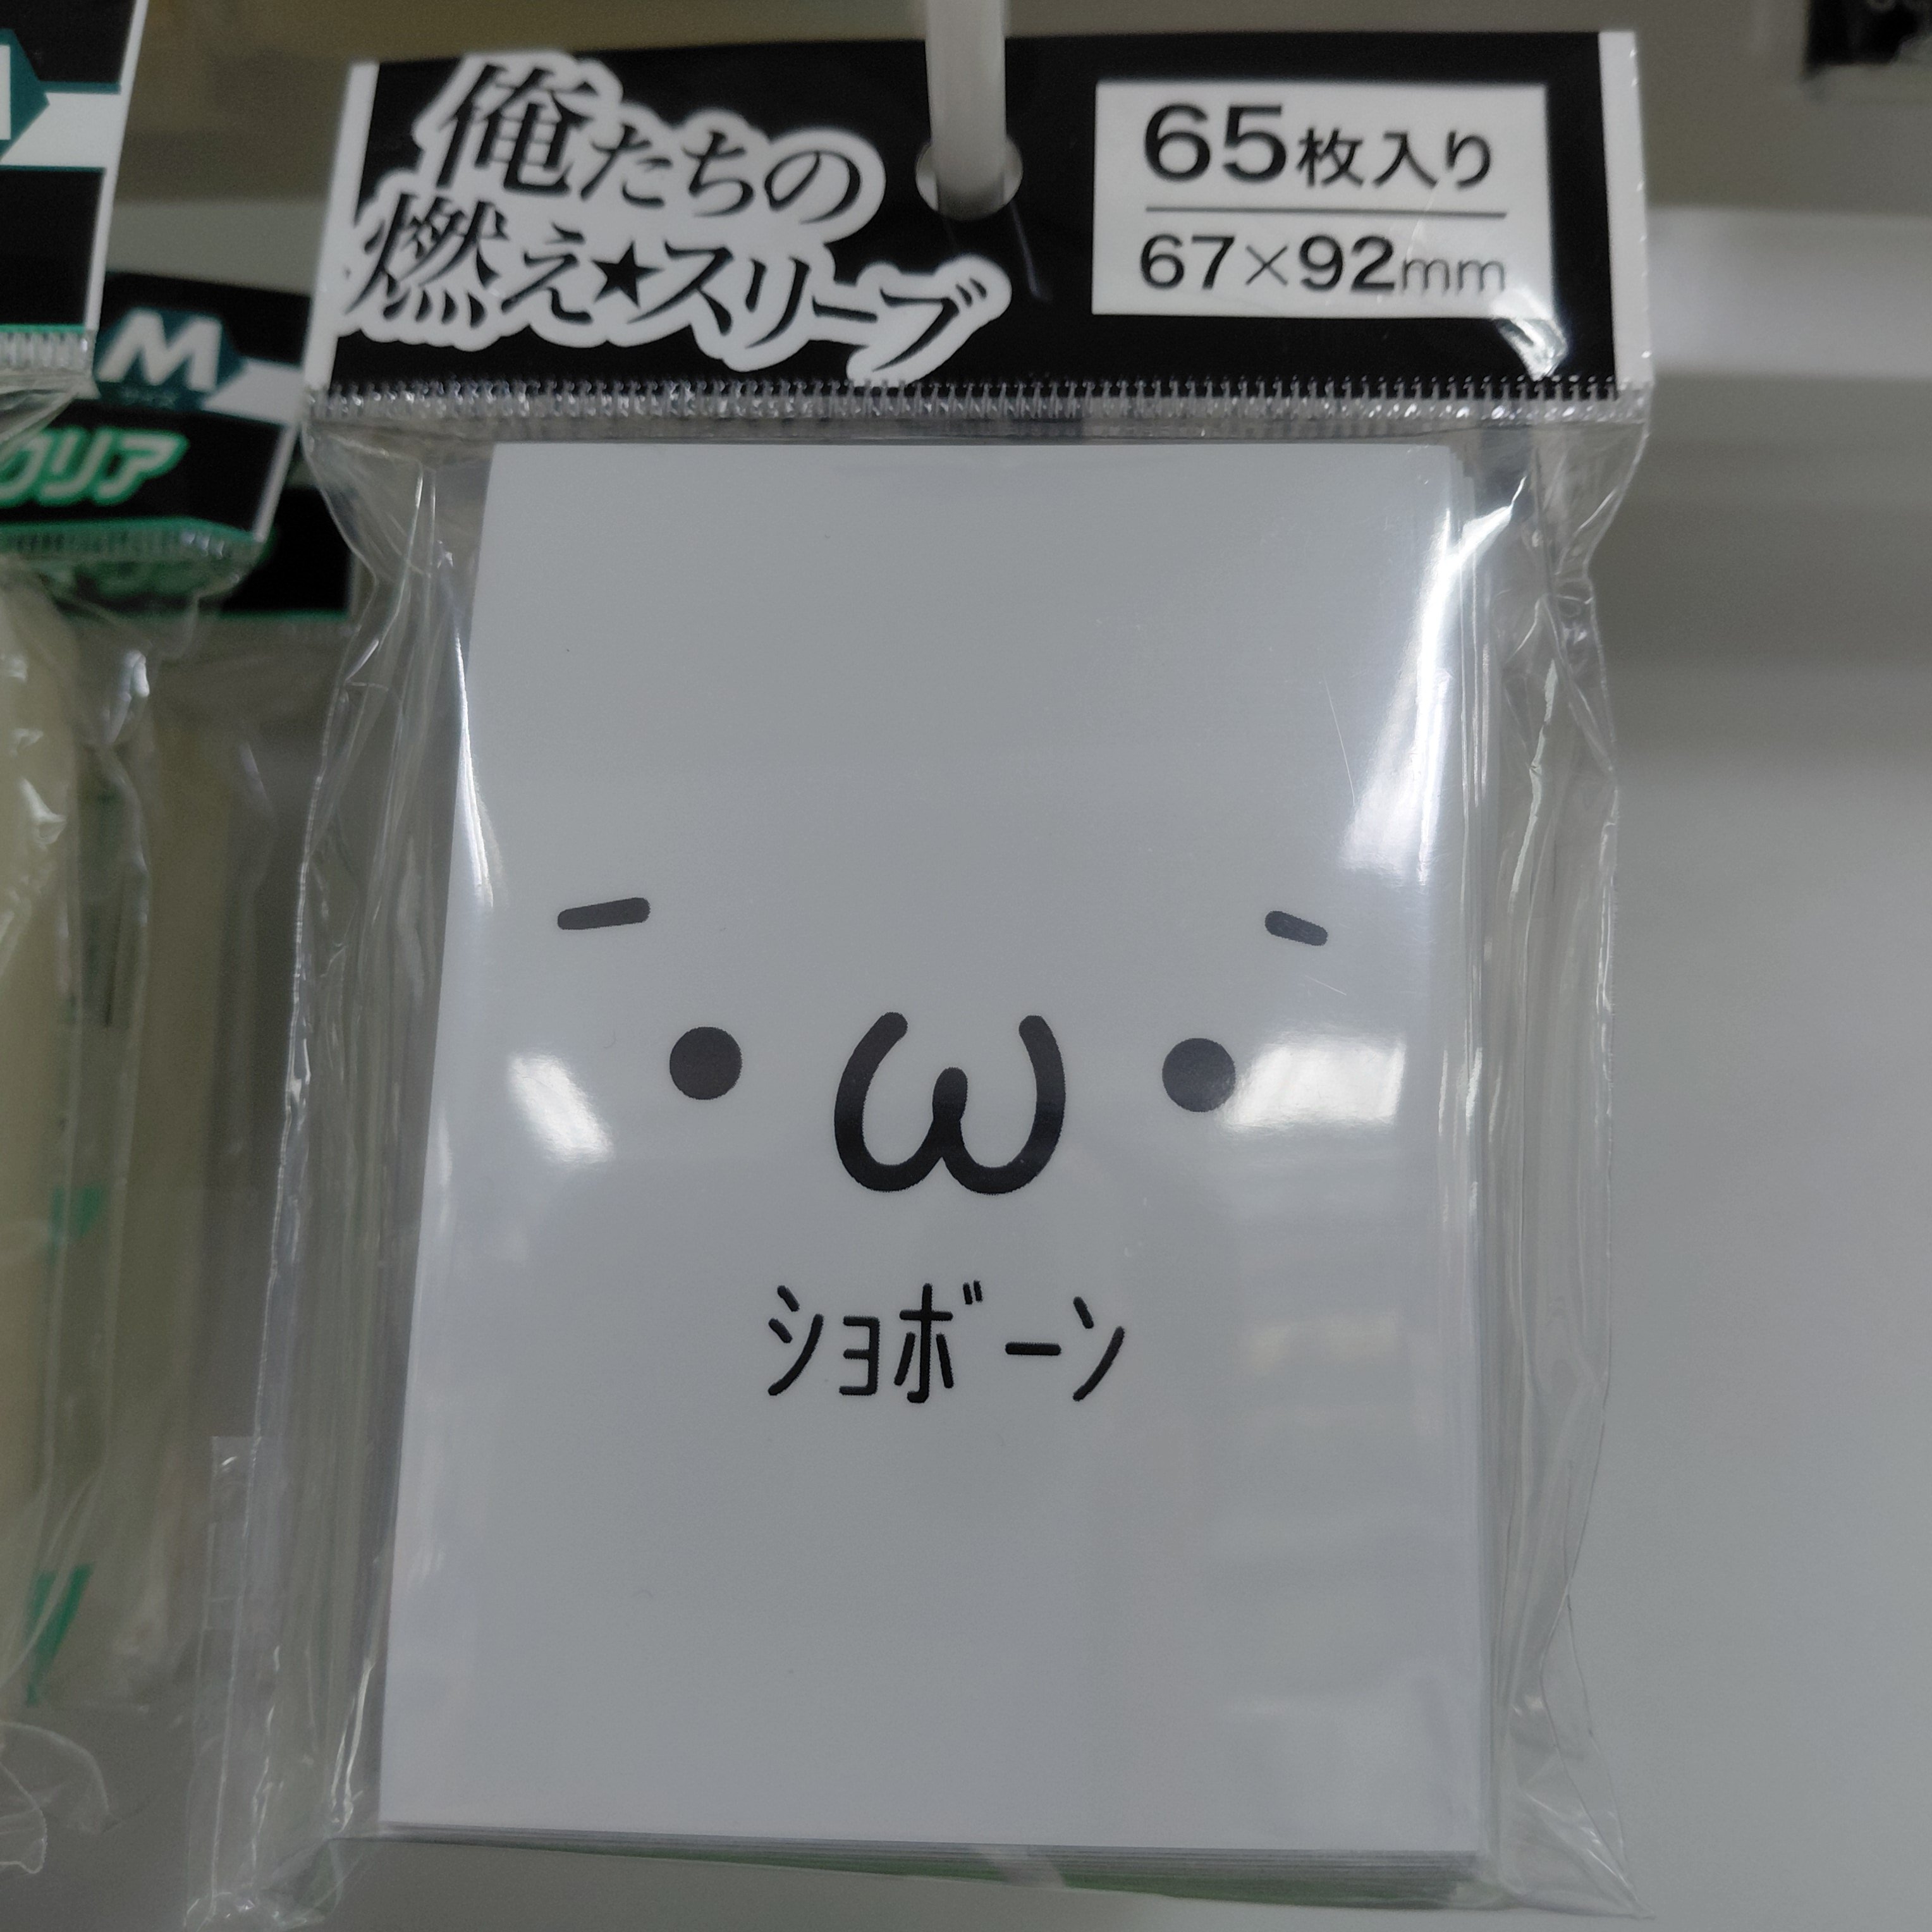 俺たちの
燃え★スリーブ
65枚入り
67×92mm
M
クリア
ω
ｼｮﾎﾞｰﾝ